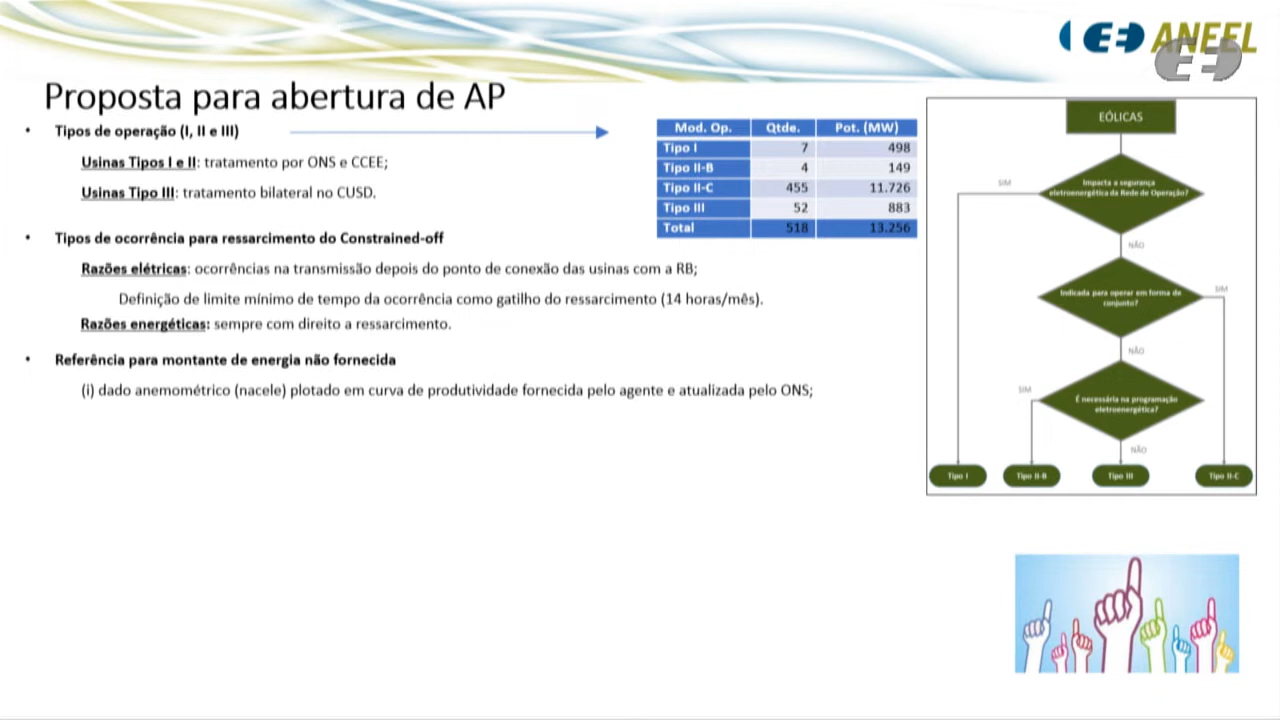 ANEEL
Proposta para abertura de AP
• Tipos de operação (I, II e III)
Usinas Tipos I e II: tratamento por ONS e CCEE;
Usinas Tipo III: tratamento bilateral no CUSD.
• Tipos de ocorrência para ressarcimento do Constrained-off
Razões elétricas: ocorrências na transmissão depois do ponto de conexão das usinas com a RB;
Definição de limite mínimo de tempo da ocorrência como gatilho do ressarcimento (14 horas/mês).
Razões energéticas: sempre com direito a ressarcimento.
• Referência para montante de energia não fornecida
(i) dado anemométrico (nacele) plotado em curva de produtividade fornecida pelo agente e atualizada pelo ONS;
Mod. Op. Qtde. Pot. (MW)
Tipo I 7 498
Tipo II-B 4 149
Tipo II-C 455 11.726
Tipo III 52 883
Total 518 13.256
EÓLICAS
Impacta a segurança
eletroenergética da Rede de Operação?
SIM
NÃO
Indicada para operar em forma de
conjunto?
SIM
NÃO
É necessária na programação
eletroenergética?
SIM
NÃO
Tipo I Tipo II-B Tipo III Tipo II-C